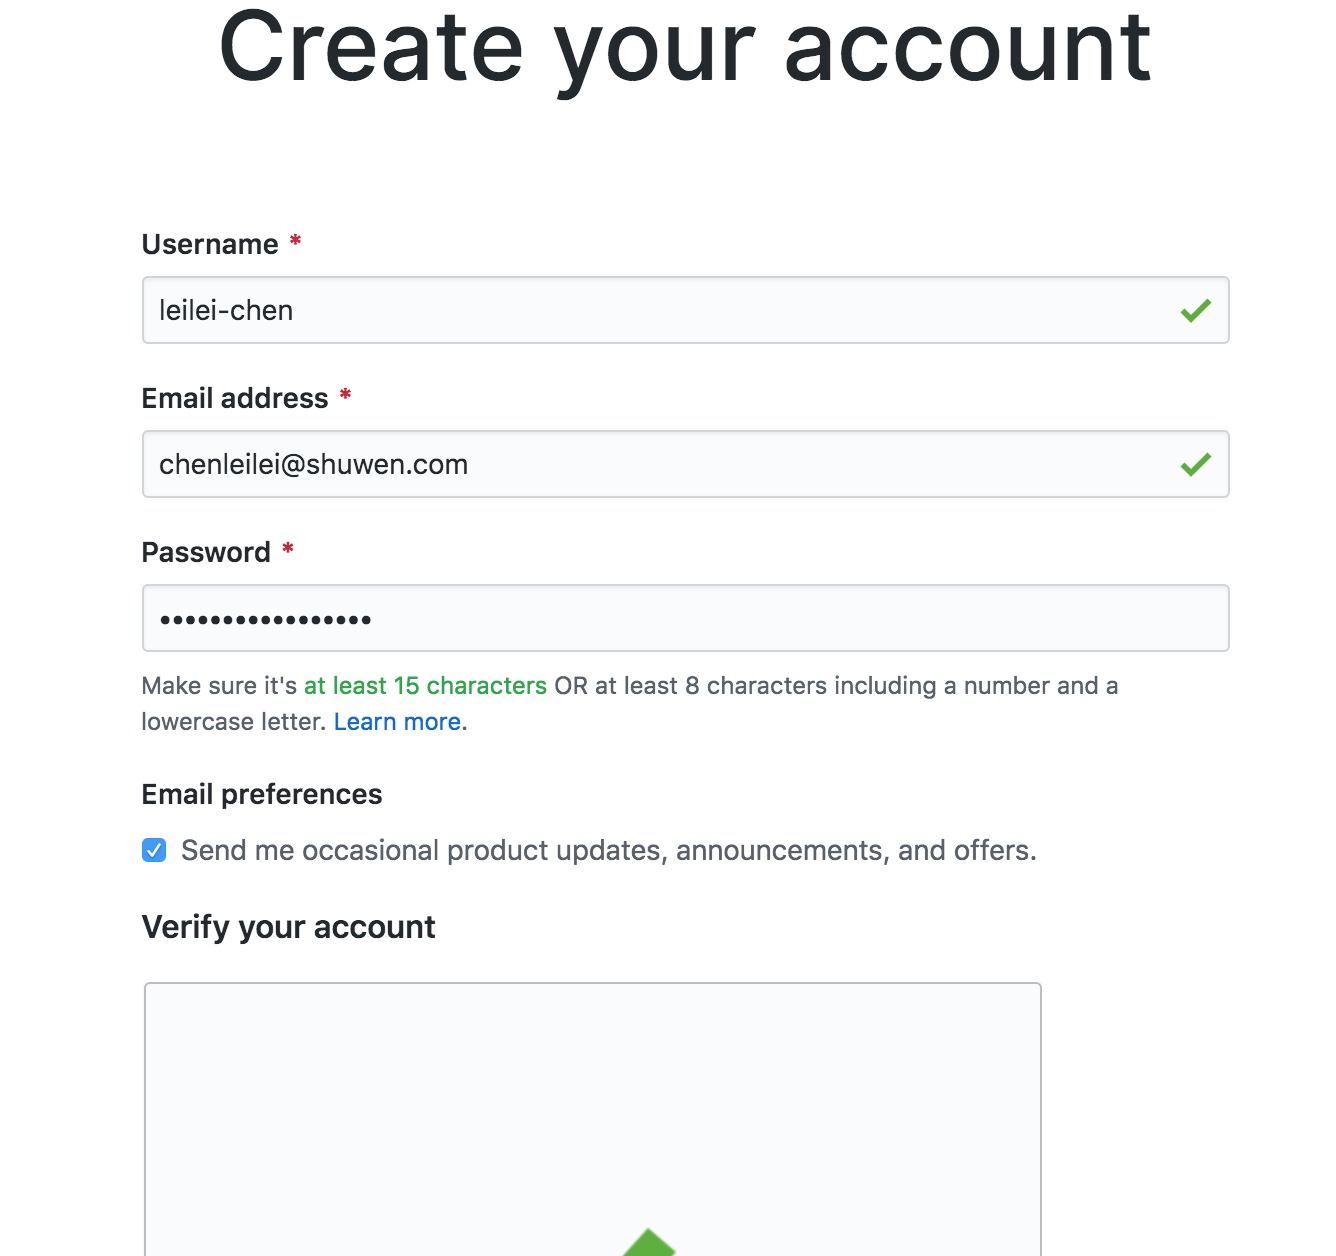 Create your account
Username *
leilei-chen
Email address *
chenleilei@shuwen.com
Password *
•••••••••••••••••
Make sure it's at least 15 characters OR at least 8 characters including a number and a
lowercase letter. Learn more.
Email preferences
Send me occasional product updates, announcements, and offers.
Verify your account